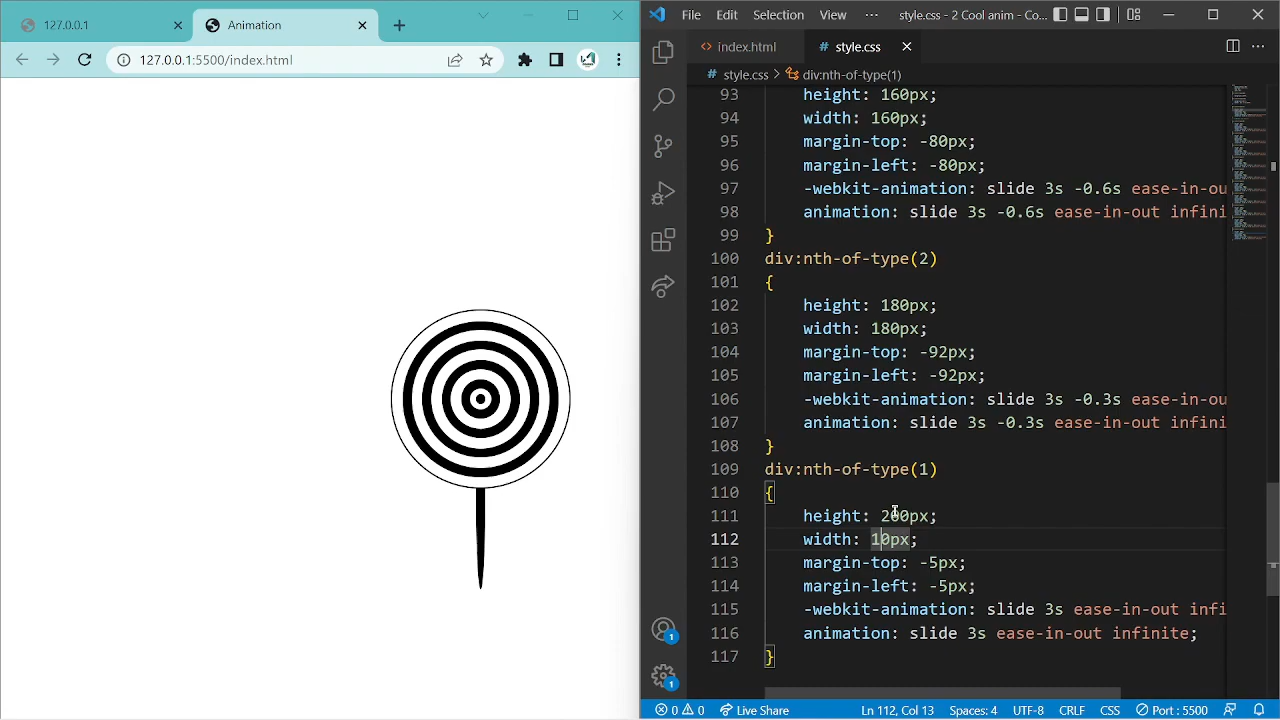 127.0.0.1
Animation
127.0.0.1:5500/index.html
File Edit Selection View ··· style.css - 2 Cool anim - Co...
index.html
style.css
style.css > div:nth-of-type(1)
93 height: 160px;
94 width: 160px;
95 margin-top: -80px;
96 margin-left: -80px;
97 -webkit-animation: slide 3s -0.6s ease-in-ou
98 animation: slide 3s -0.6s ease-in-out infini
99 }
100 div:nth-of-type(2)
101 {
102 height: 180px;
103 width: 180px;
104 margin-top: -92px;
105 margin-left: -92px;
106 -webkit-animation: slide 3s -0.3s ease-in-ou
107 animation: slide 3s -0.3s ease-in-out infini
108 }
109 div:nth-of-type(1)
110 {
111 height: 200px;
112 width: 10px;
113 margin-top: -5px;
114 margin-left: -5px;
115 -webkit-animation: slide 3s ease-in-out infi
116 animation: slide 3s ease-in-out infinite;
117 }
1
1
0 0 Live Share Ln 112, Col 13 Spaces: 4 UTF-8 CRLF CSS Port : 5500